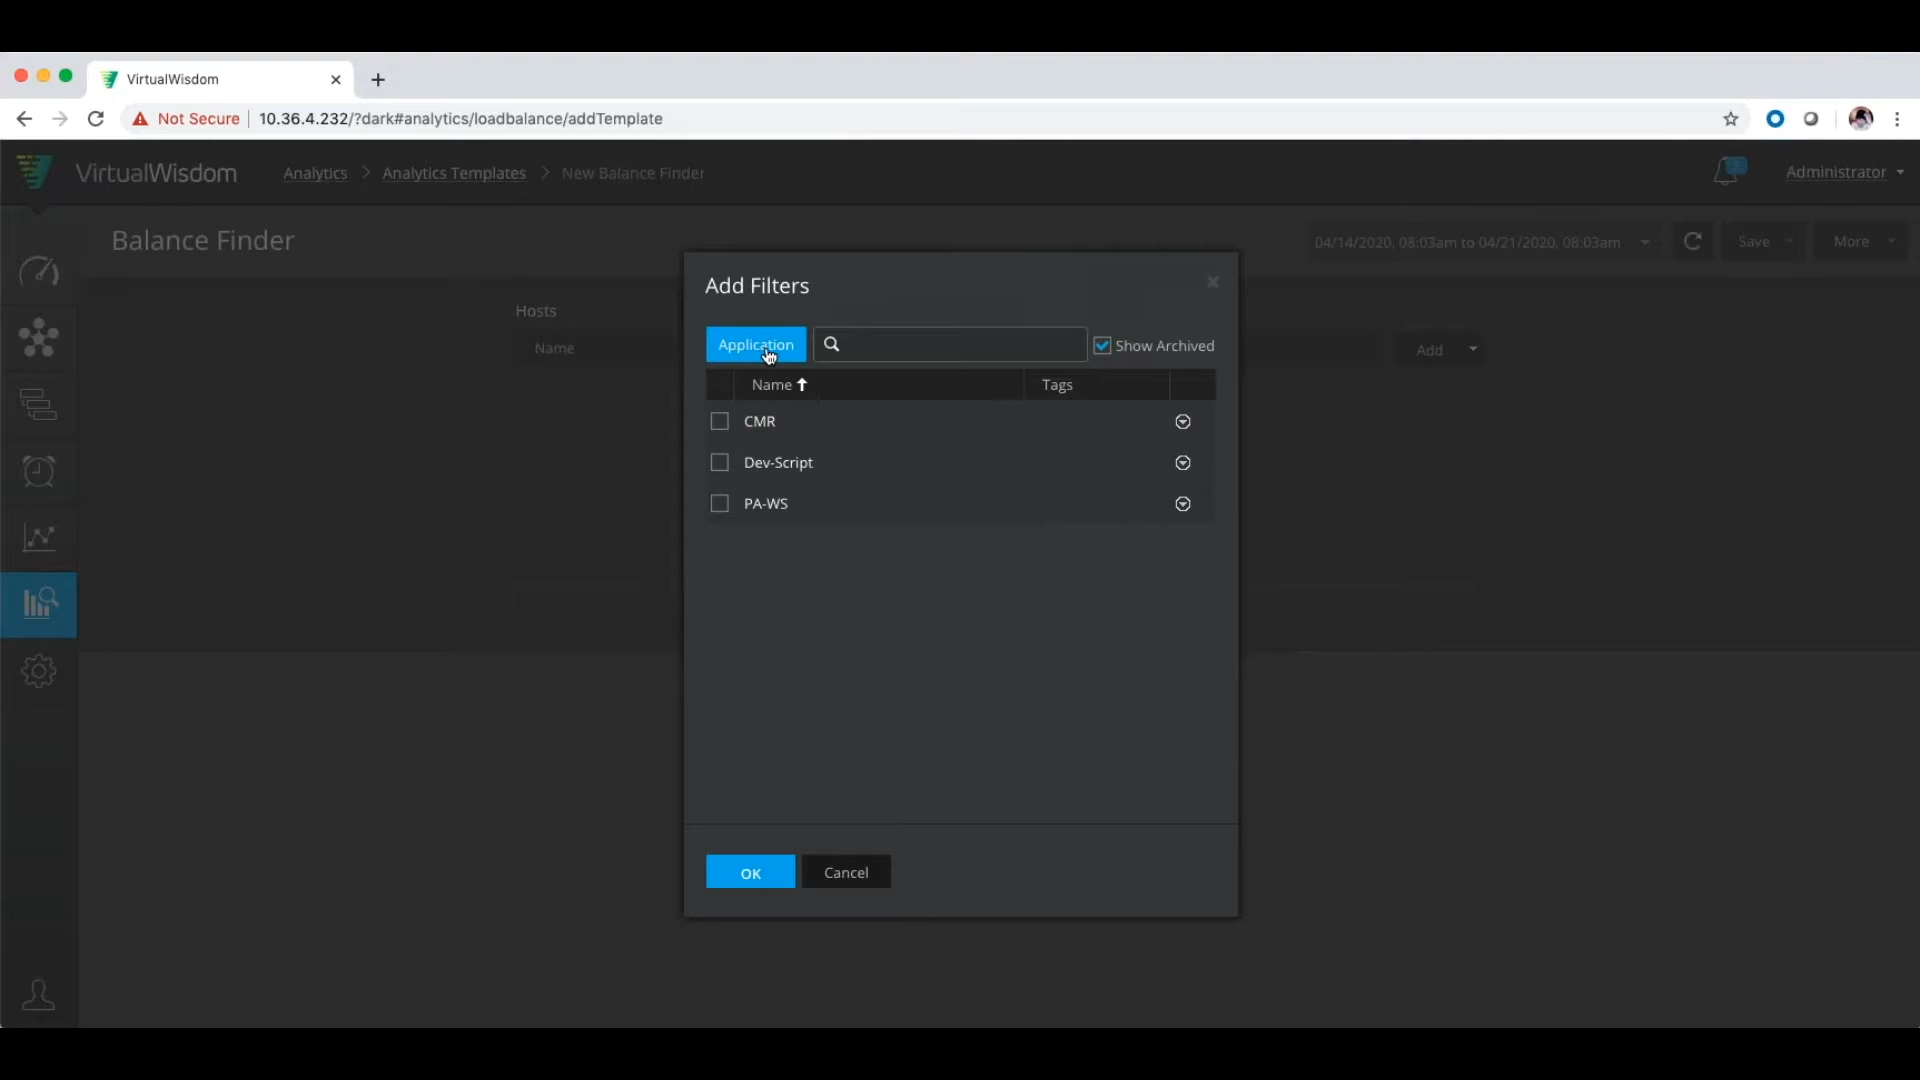 VirtualWisdom
Not Secure 10.36.4.232/?dark#analytics/loadbalance/addTemplate
VirtualWisdom Analytics > Analytics Templates > New Balance Finder Administrator
Balance Finder 04/14/2020, 08:03am to 04/21/2020, 08:03am Save More
Add Filters
Hosts
Application Show Archived
Name Add
Name Tags
CMR
Dev-Script
PA-WS
OK Cancel